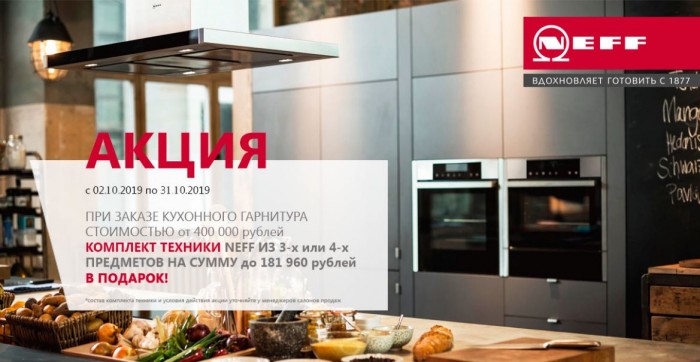 NEFF
ВДОХНОВЛЯЕТ ГОТОВИТЬ С 1877
АКЦИЯ
с 02.10.2019 по 31.10.2019
ПРИ ЗАКАЗЕ КУХОННОГО ГАРНИТУРА
СТОИМОСТЬЮ от 400 000 рублей
КОМПЛЕКТ ТЕХНИКИ NEFF ИЗ 3-х или 4-х
ПРЕДМЕТОВ НА СУММУ до 181 960 рублей
В ПОДАРОК!
*состав комплекта техники и условия действия акции уточняйте у менеджеров салонов продаж